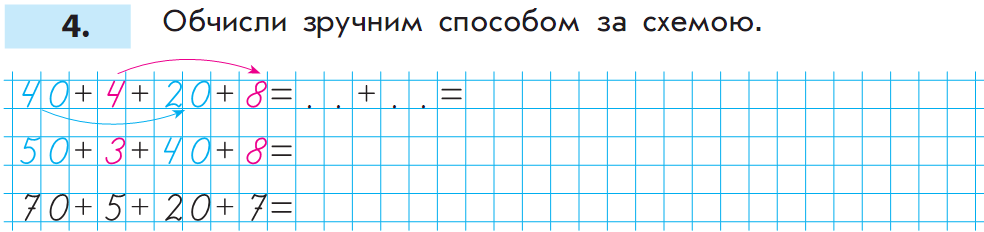 4. Обчисли зручним способом за схемою.
40+4+20+8= . . + . . =
50+3+40+8=
70+5+20+7=